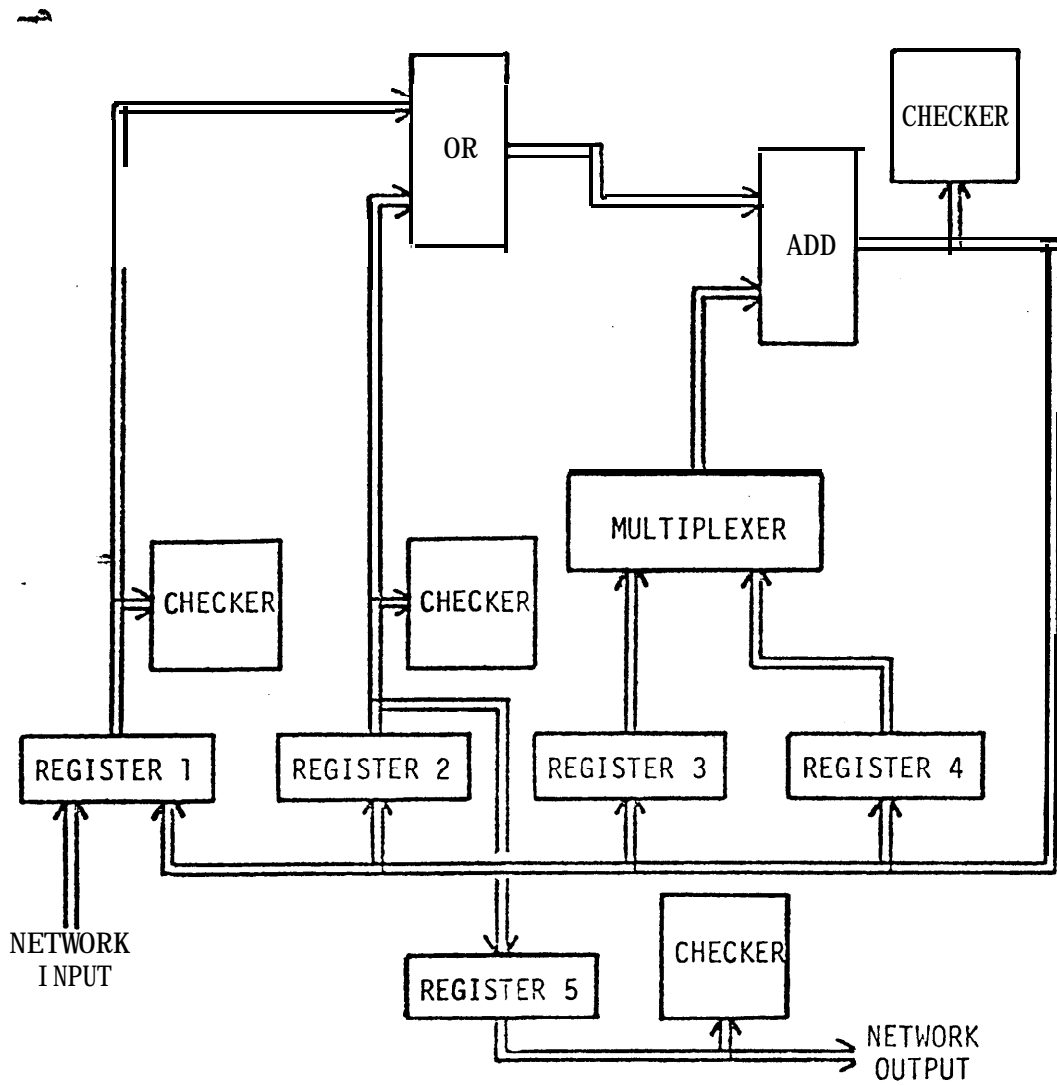 OR
CHECKER
ADD
MULTIPLEXER
CHECKER
CHECKER
REGISTER 1
REGISTER 2
REGISTER 3
REGISTER 4
NETWORK
INPUT
CHECKER
REGISTER 5
NETWORK
OUTPUT